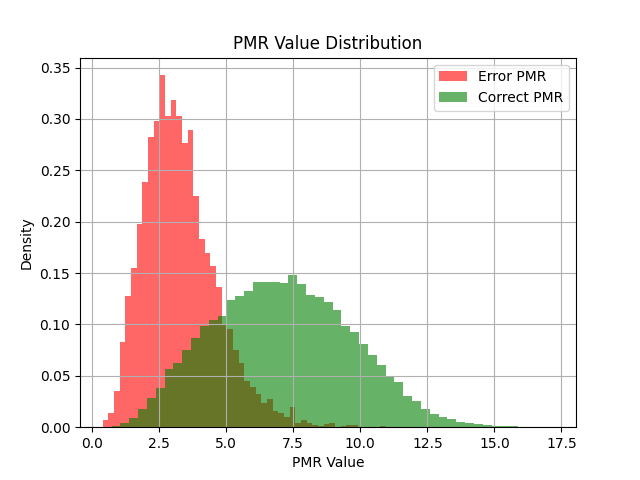 PMR Value Distribution
Error PMR
Correct PMR
0.35
0.30
0.25
0.20
0.15
0.10
0.05
0.00
Density
0.0 2.5 5.0 7.5 10.0 12.5 15.0 17.5
PMR Value